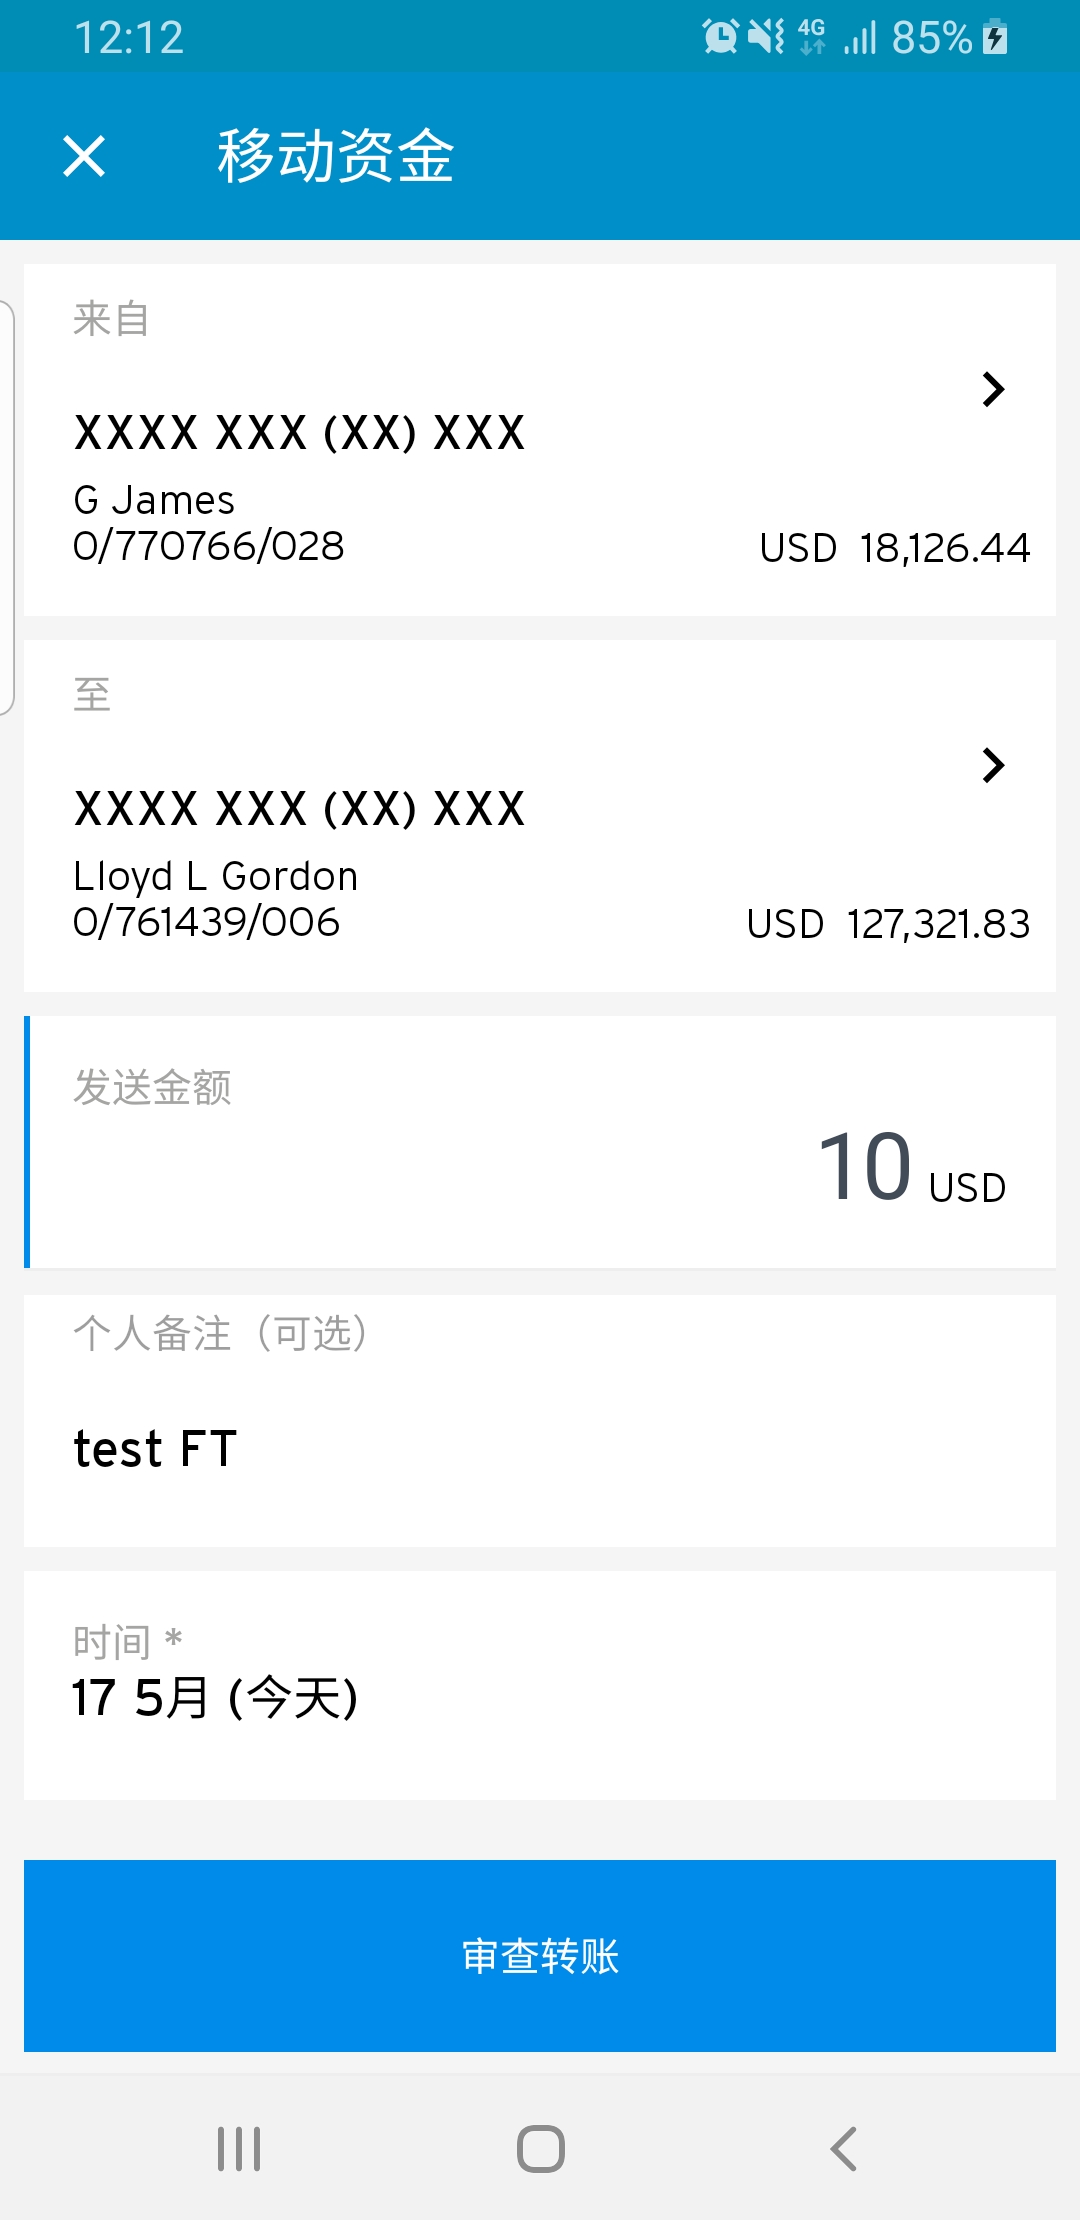 12:12 4G 85%
移动资金
来自
XXXX XXX (XX) XXX
G James
0/770766/028 USD 18,126.44
至
XXXX XXX (XX) XXX
Lloyd L Gordon
0/761439/006 USD 127,321.83
发送金额
10 USD
个人备注（可选）
test FT
时间 *
17 5月 (今天)
审查转账